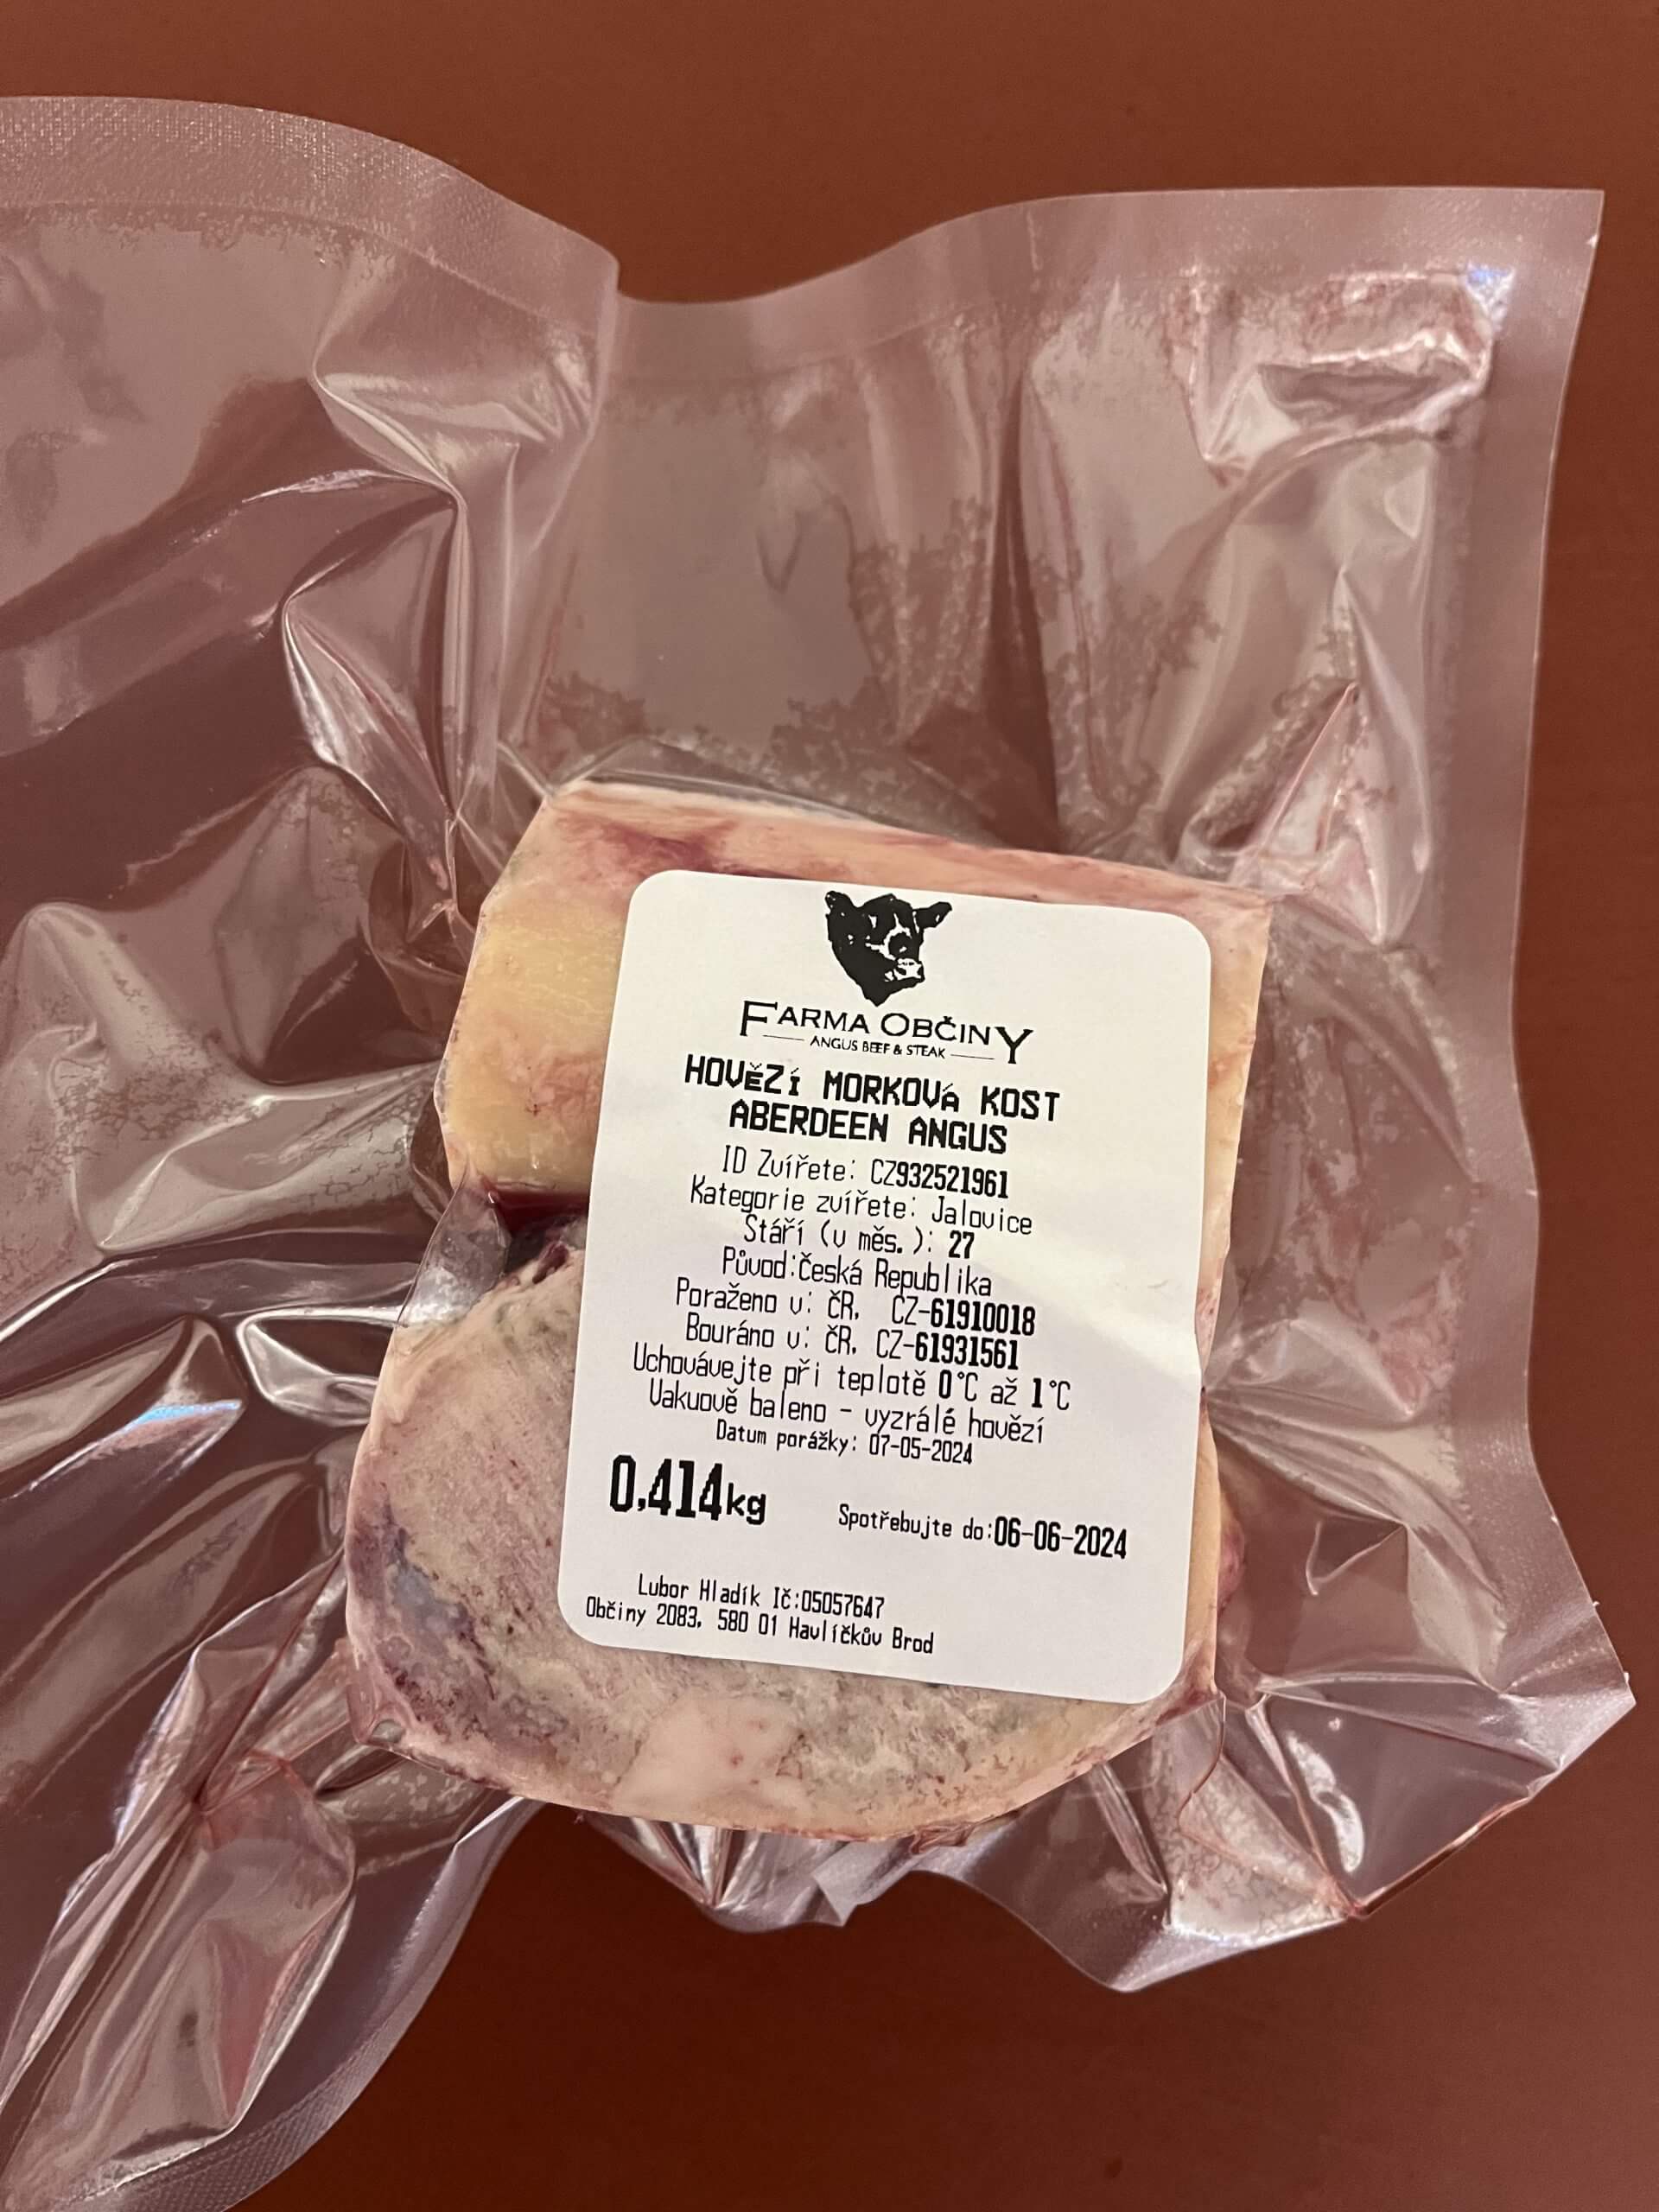 FARMA OBČINY
ANGUS BEEF & STEAK
HOVĚZÍ MORKOVÁ KOST
ABERDEEN ANGUS
ID Zvířete: CZ932521961
Kategorie zvířete: Jalovice
Stáří (v měs.): 27
Původ:Česká Republika
Poraženo v: ČR, CZ-61910018
Bouráno v: ČR, CZ-61931561
Uchovávejte při teplotě 0°C až 1°C
Vakuově baleno - vyzrálé hovězí
Datum porážky: 07-05-2024
0,414kg Spotřebujte do:06-06-2024
Lubor Hladík Ič:05057647
Občiny 2083, 580 01 Havlíčkův Brod